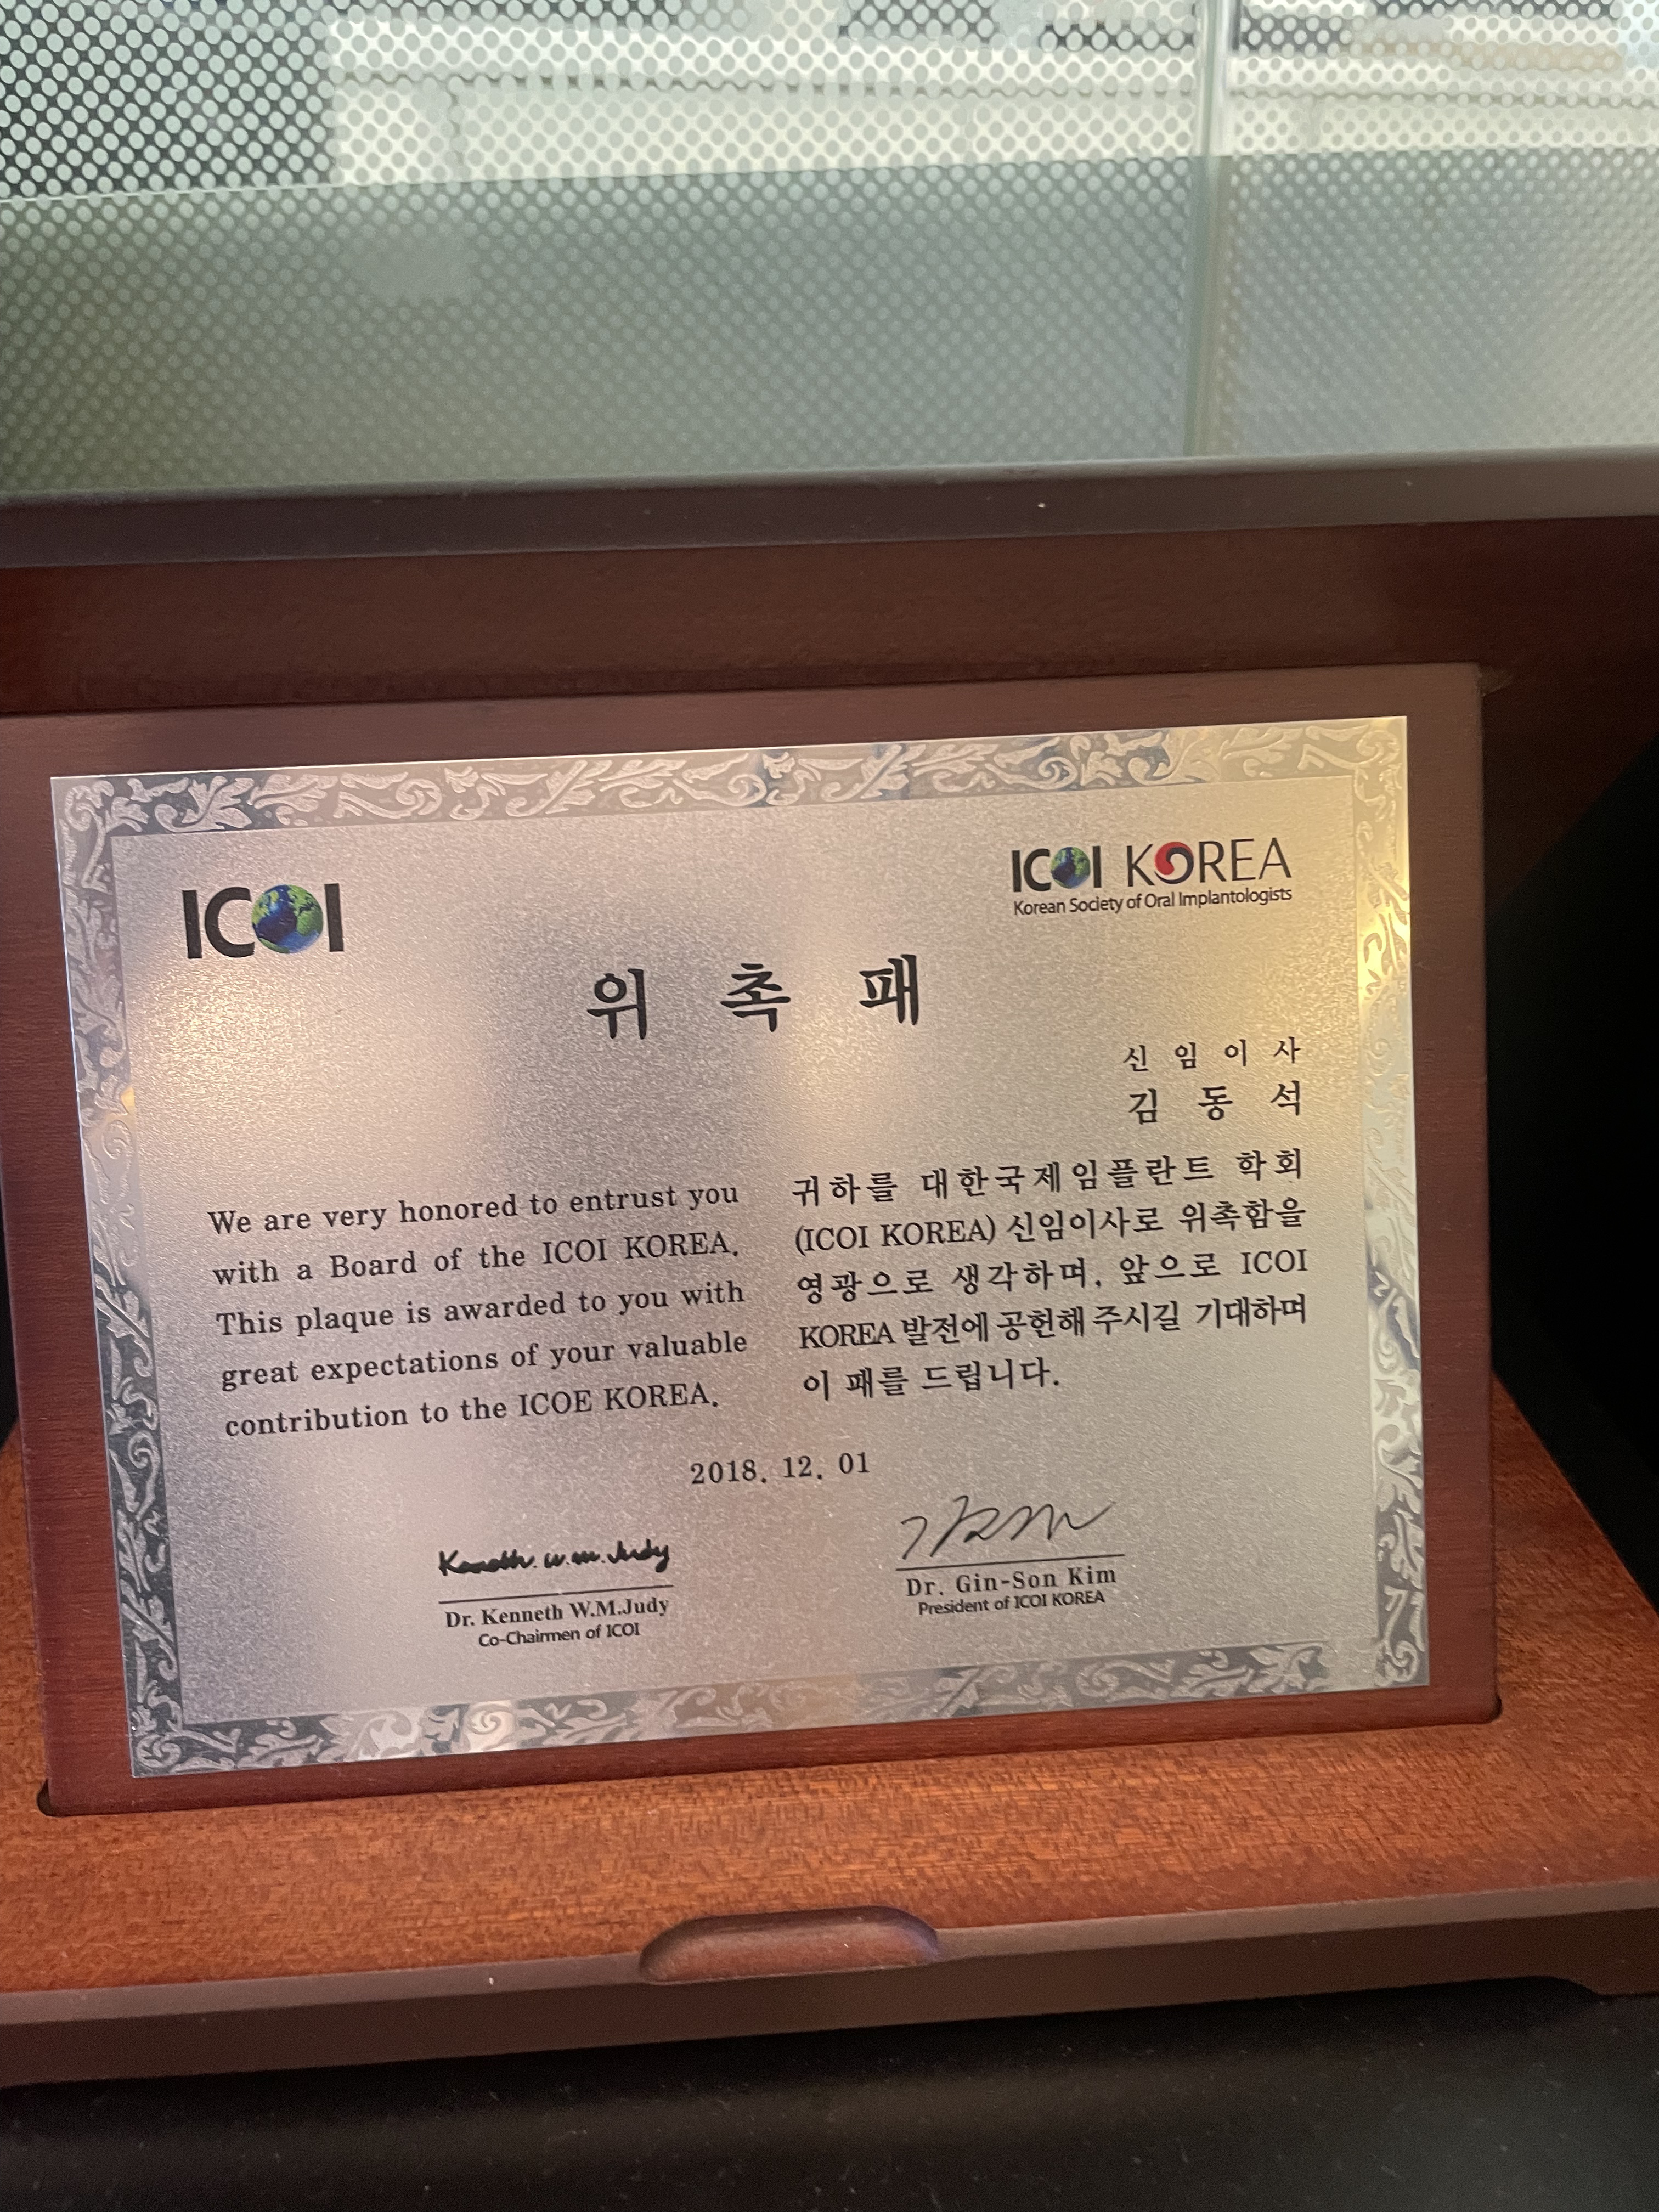 ICOI
ICOI KOREA
Korean Society of Oral Implantologists
위 촉 패
신 임 이 사
김 동 석
We are very honored to entrust you
with a Board of the ICOI KOREA.
This plaque is awarded to you with
great expectations of your valuable
contribution to the ICOE KOREA.
귀하를 대한국제임플란트 학회
(ICOI KOREA) 신임이사로 위촉함을
영광으로 생각하며, 앞으로 ICOI
KOREA 발전에 공헌해 주시길 기대하며
이 패를 드립니다.
2018. 12. 01
Kenneth. W.M. Judy
Dr. Kenneth W.M.Judy
Co-Chairmen of ICOI
Dr. Gin-Son Kim
President of ICOI KOREA